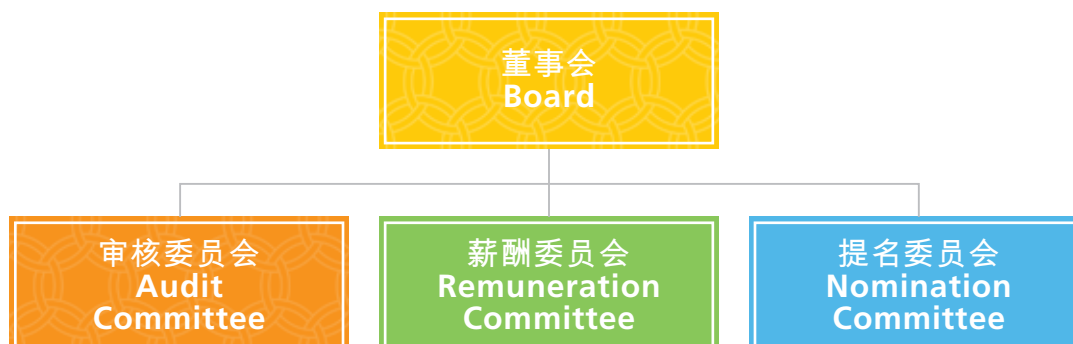 董事会
Board
审核委员会
Audit
Committee
薪酬委员会
Remuneration
Committee
提名委员会
Nomination
Committee